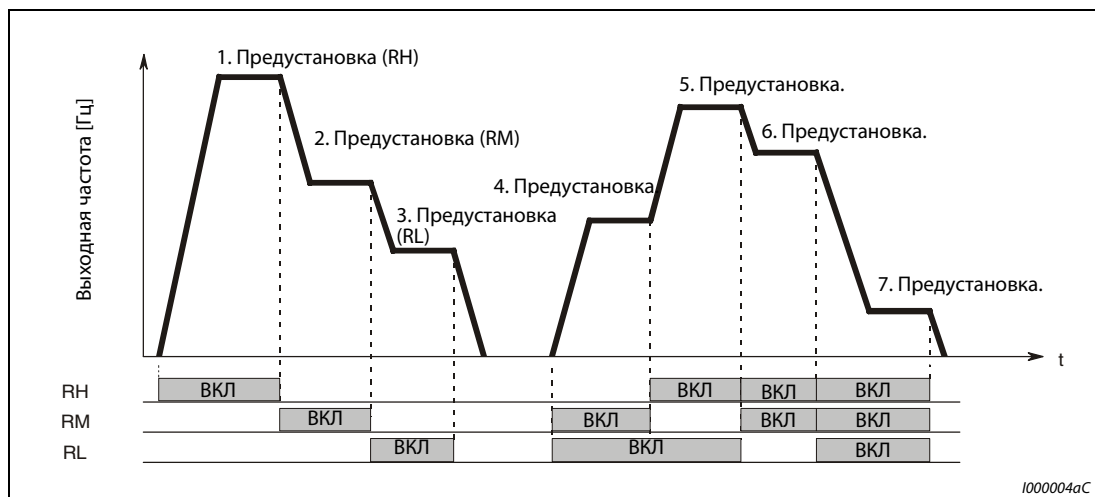 1. Предустановка (RH)
2. Предустановка (RM)
3. Предустановка
(RL)
4. Предустановка
5. Предустановка.
6. Предустановка.
7. Предустановка.
Выходная частота [Гц]
t
RH ВКЛ ВКЛ ВКЛ ВКЛ
RM ВКЛ ВКЛ ВКЛ ВКЛ
RL ВКЛ ВКЛ ВКЛ
I000004aC